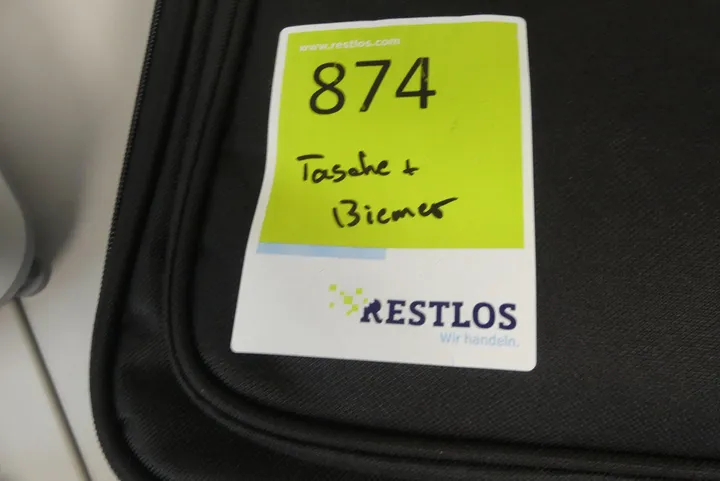 www.restlos.com
874
Tasche +
Biemer
RESTLOS
Wir handeln.